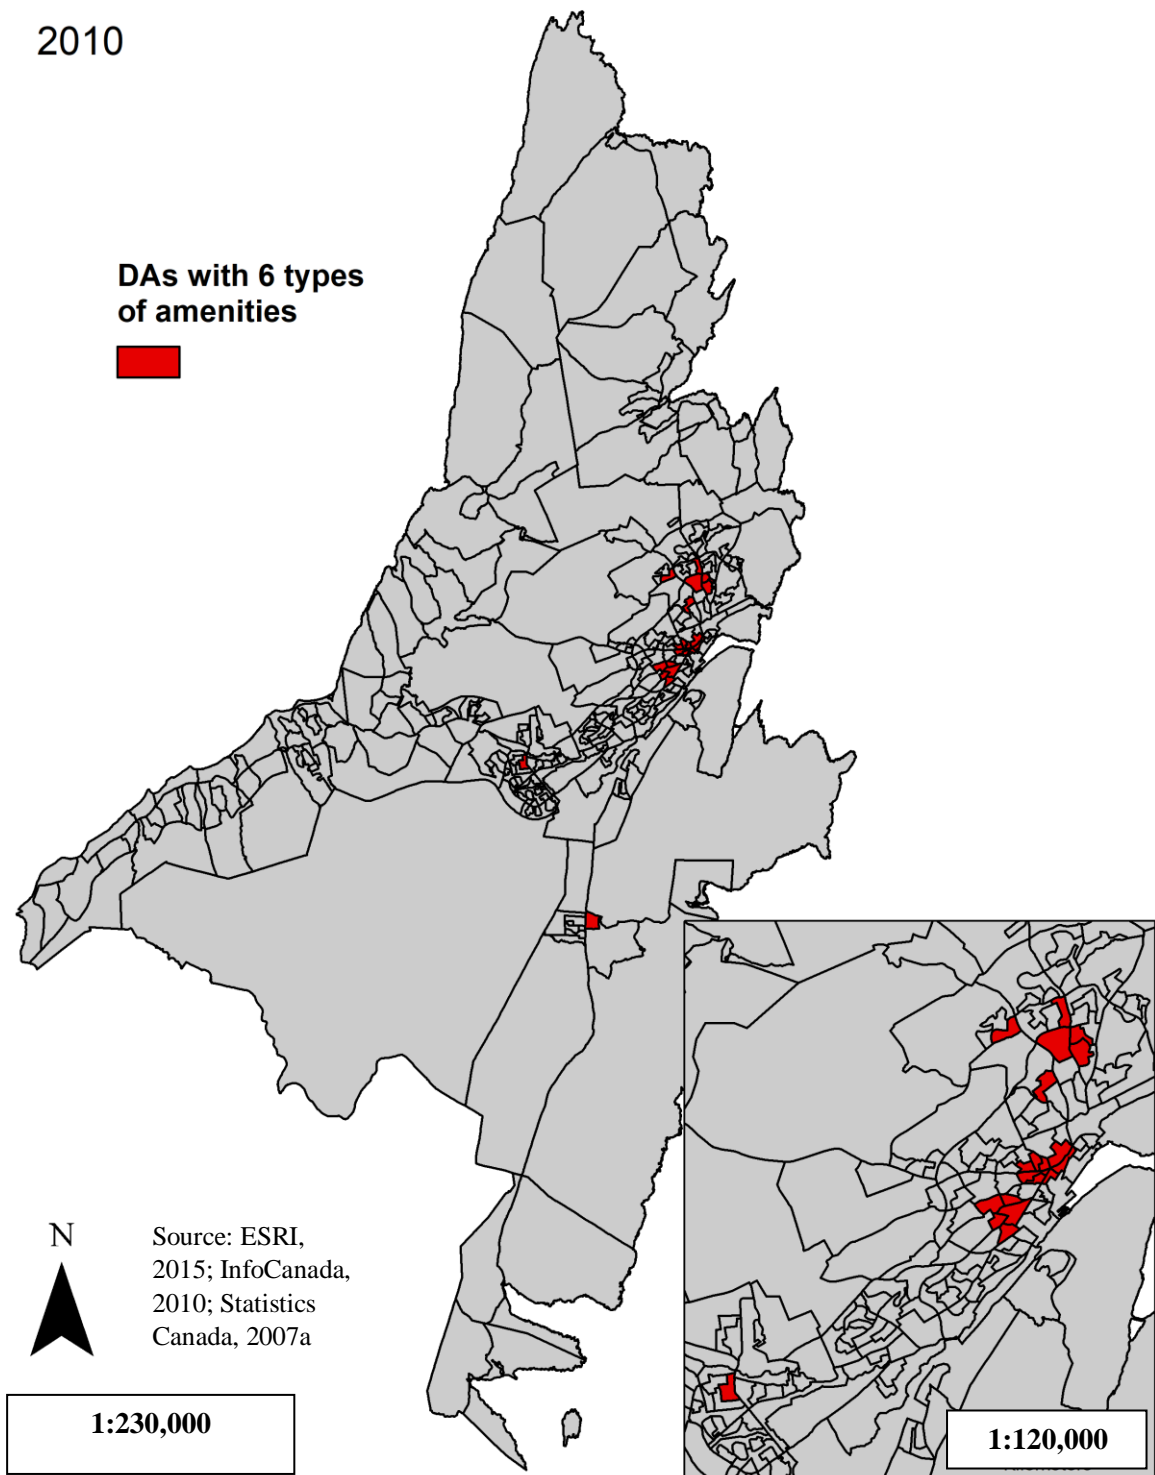 2010
DAs with 6 types
of amenities
N
Source: ESRI,
2015; InfoCanada,
2010; Statistics
Canada, 2007a
1:230,000
1:120,000